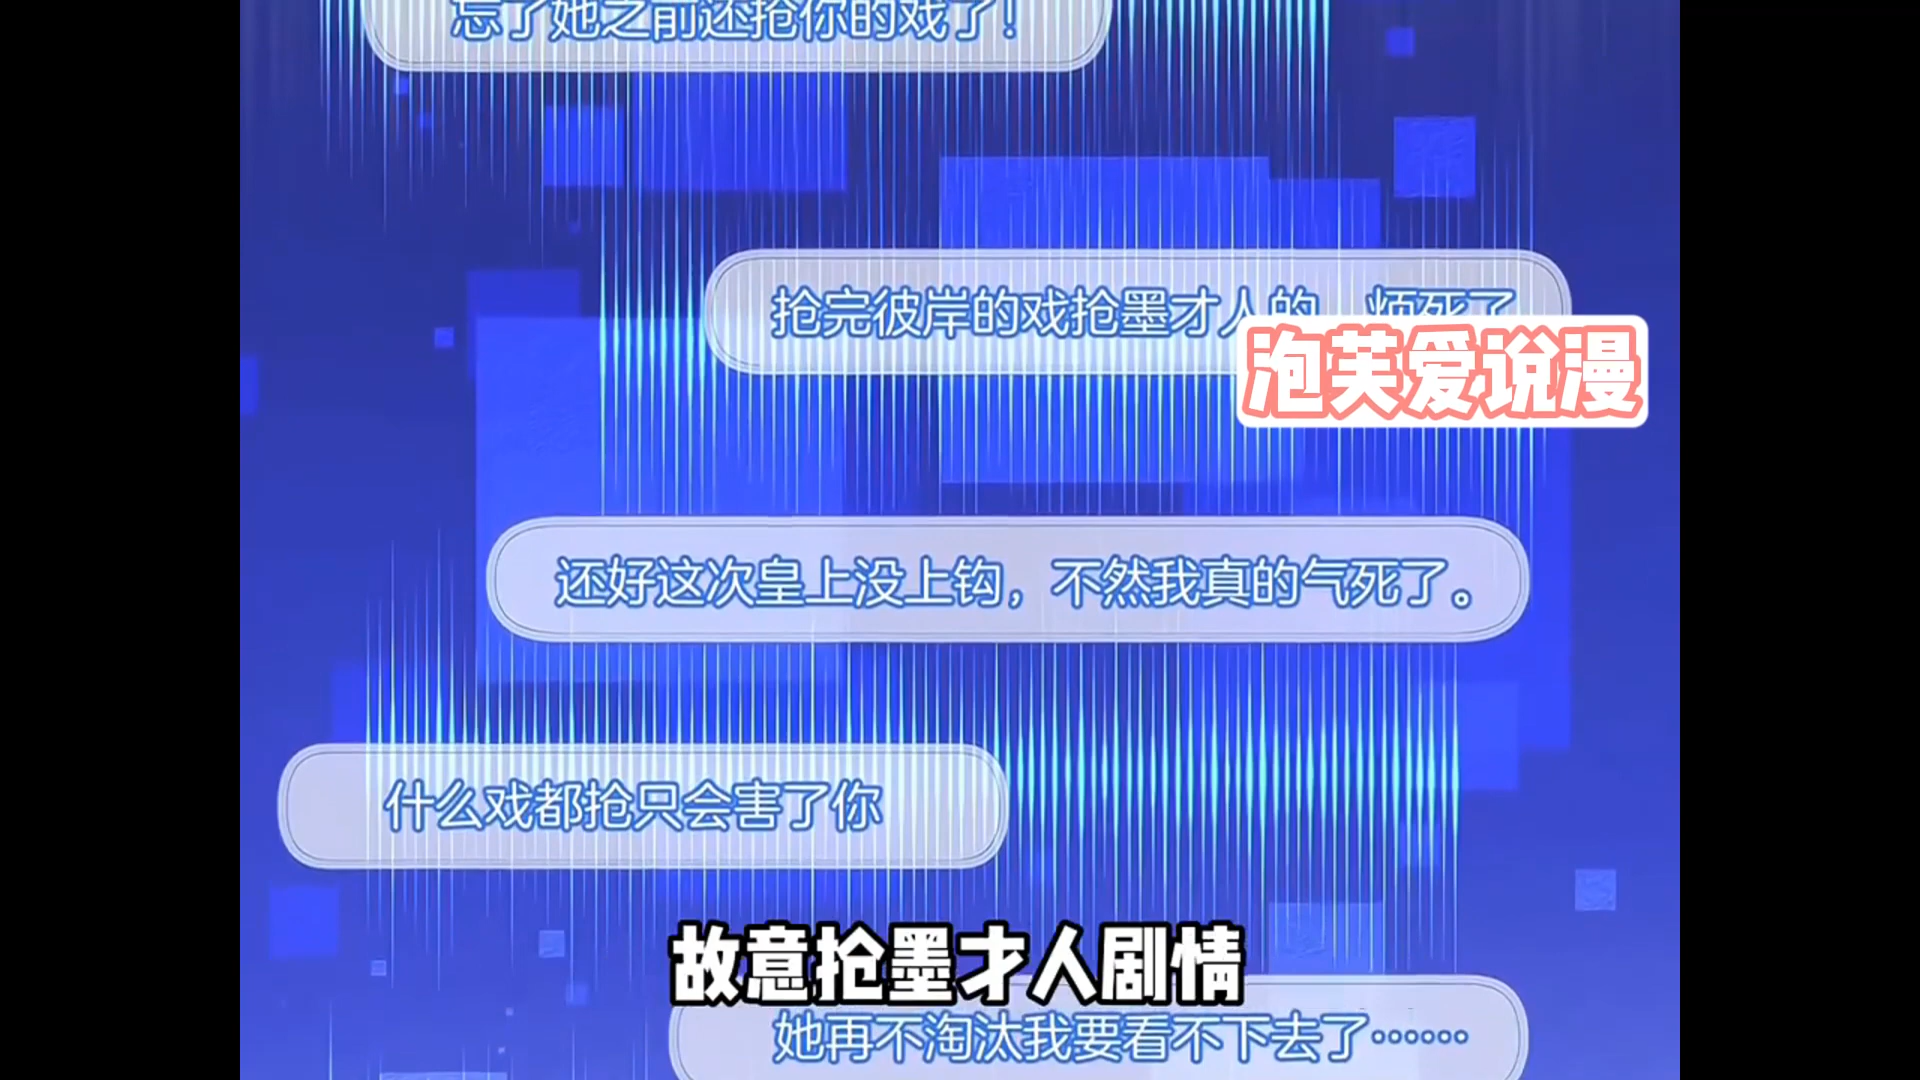 忘了她之前还抢你的戏了！
抢完彼岸的戏抢墨才人的，烦死了
泡芙爱说漫
还好这次皇上没上钩，不然我真的气死了。
什么戏都抢只会害了你
故意抢墨才人剧情
她再不淘汰我要看不下去了……